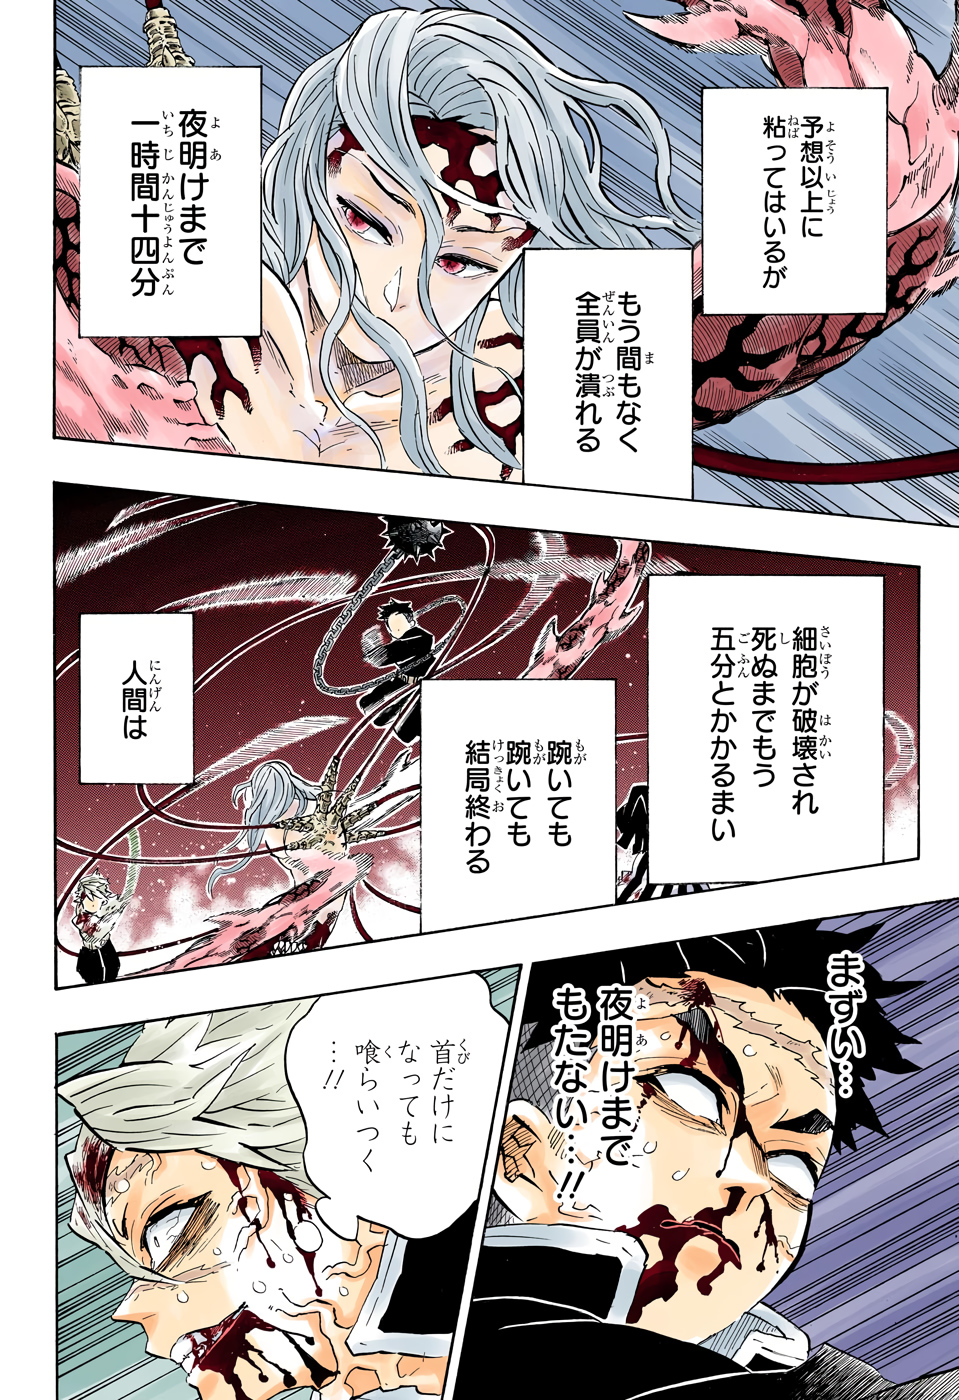 予想以上に
粘ってはいるが
もう間もなく
全員が潰れる
夜明けまで
一時間十四分
細胞が破壊され
死ぬまでもう
五分とかかるまい
踠いても
踠いても
結局終わる
人間は
まずい…
夜明けまで
もたない…!!
首だけに
なっても
喰らいつく
…!!